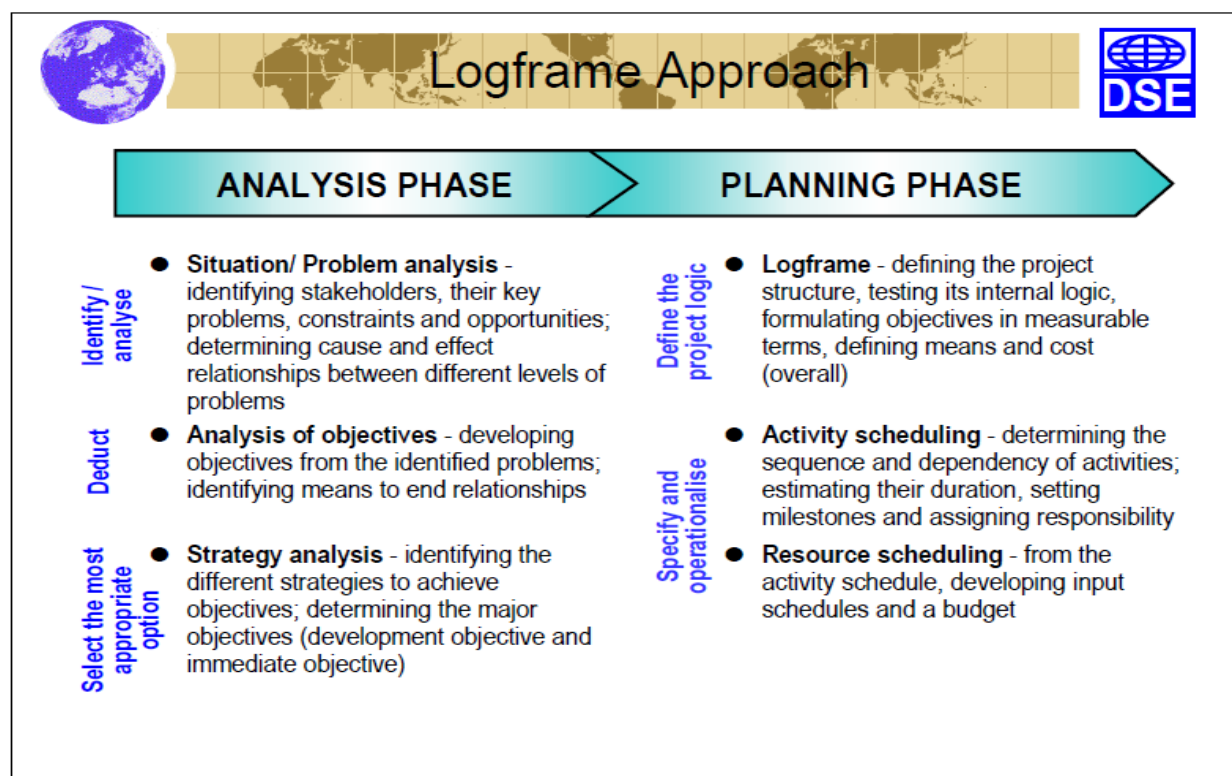 Logframe Approach
DSE
ANALYSIS PHASE
PLANNING PHASE
Identify /
analyse
● Situation/ Problem analysis -
identifying stakeholders, their key
problems, constraints and opportunities;
determining cause and effect
relationships between different levels of
problems
Deduct
● Analysis of objectives - developing
objectives from the identified problems;
identifying means to end relationships
Select the most
appropriate
option
● Strategy analysis - identifying the
different strategies to achieve
objectives; determining the major
objectives (development objective and
immediate objective)
Define the
project logic
● Logframe - defining the project
structure, testing its internal logic,
formulating objectives in measurable
terms, defining means and cost
(overall)
Specify and
operationalise
● Activity scheduling - determining the
sequence and dependency of activities;
estimating their duration, setting
milestones and assigning responsibility
● Resource scheduling - from the
activity schedule, developing input
schedules and a budget